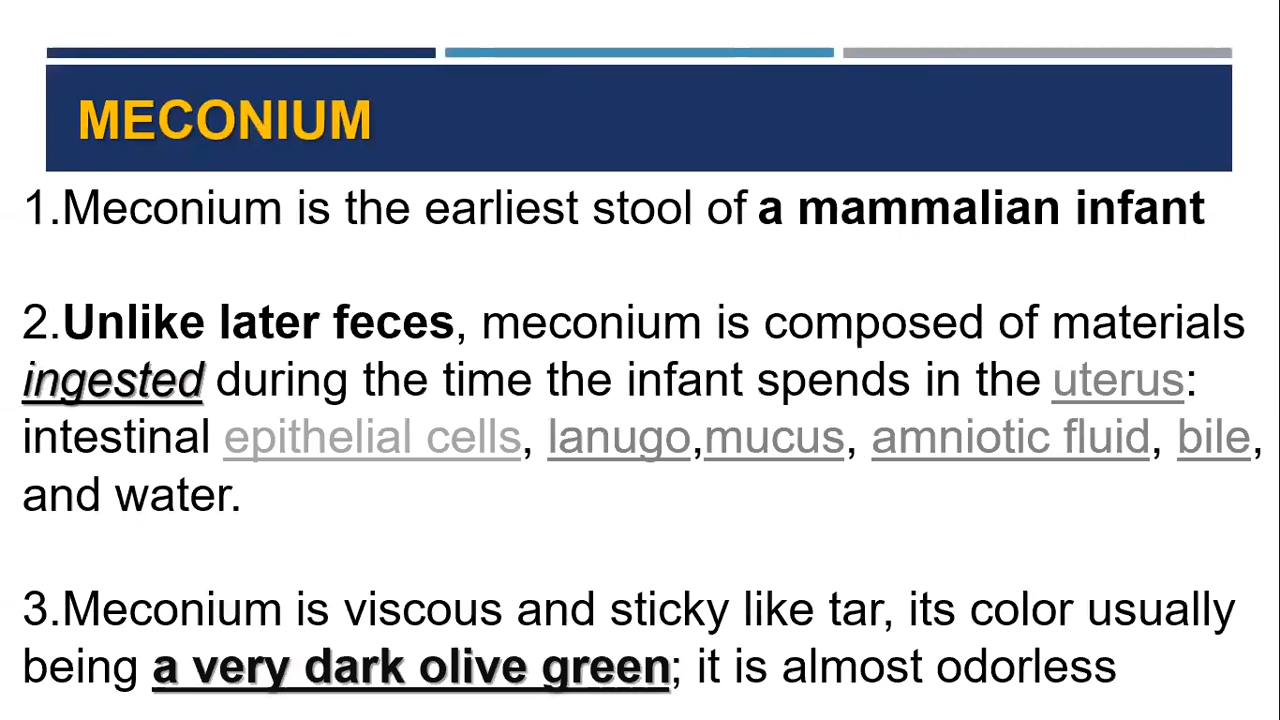 MECONIUM
1.Meconium is the earliest stool of a mammalian infant
2.Unlike later feces, meconium is composed of materials
ingested during the time the infant spends in the uterus:
intestinal epithelial cells, lanugo,mucus, amniotic fluid, bile,
and water.
3.Meconium is viscous and sticky like tar, its color usually
being a very dark olive green; it is almost odorless